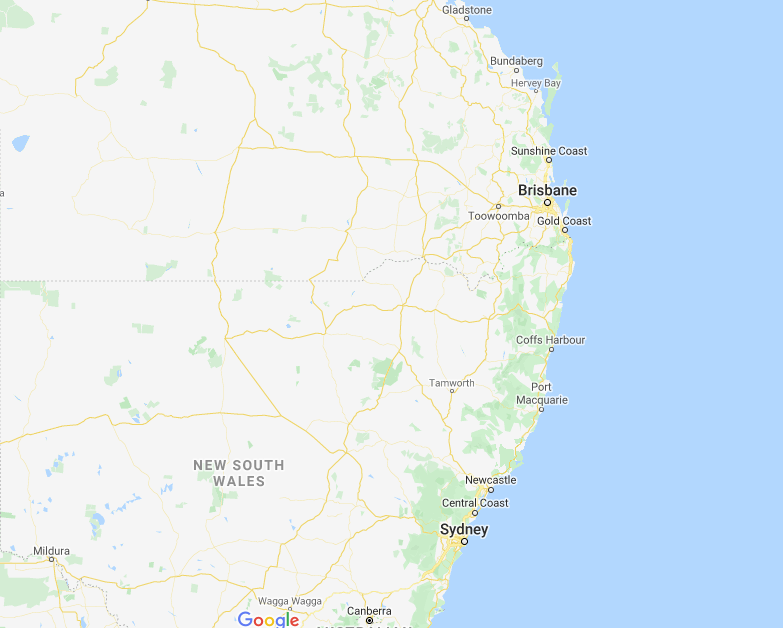 Gladstone
Bundaberg
Hervey Bay
Sunshine Coast
a
Brisbane
Toowoomba
Gold Coast
Coffs Harbour
Tamworth
Port
Macquarie
NEW SOUTH
WALES
Newcastle
Central Coast
Sydney
Mildura
Wagga Wagga
Canberra
Google